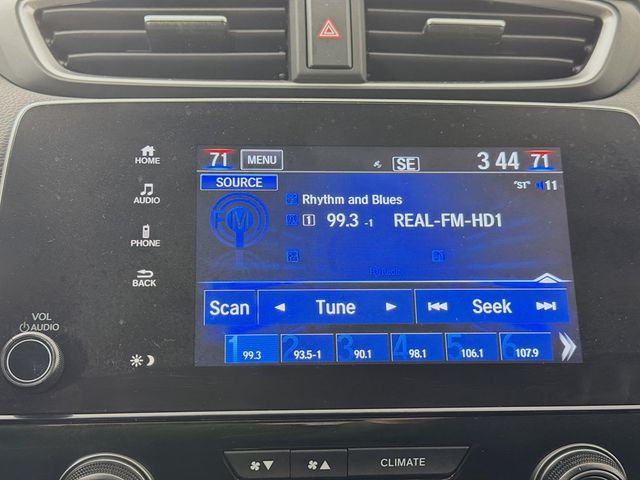 HOME
AUDIO
PHONE
BACK
VOL
AUDIO
71 MENU SE 3 44 71
SOURCE "ST" 11
FM
Rhythm and Blues
1 99.3 -1 REAL-FM-HD1
Scan Tune Seek
1 99.3 2 93.5-1 3 90.1 4 98.1 5 106.1 6 107.9
CLIMATE